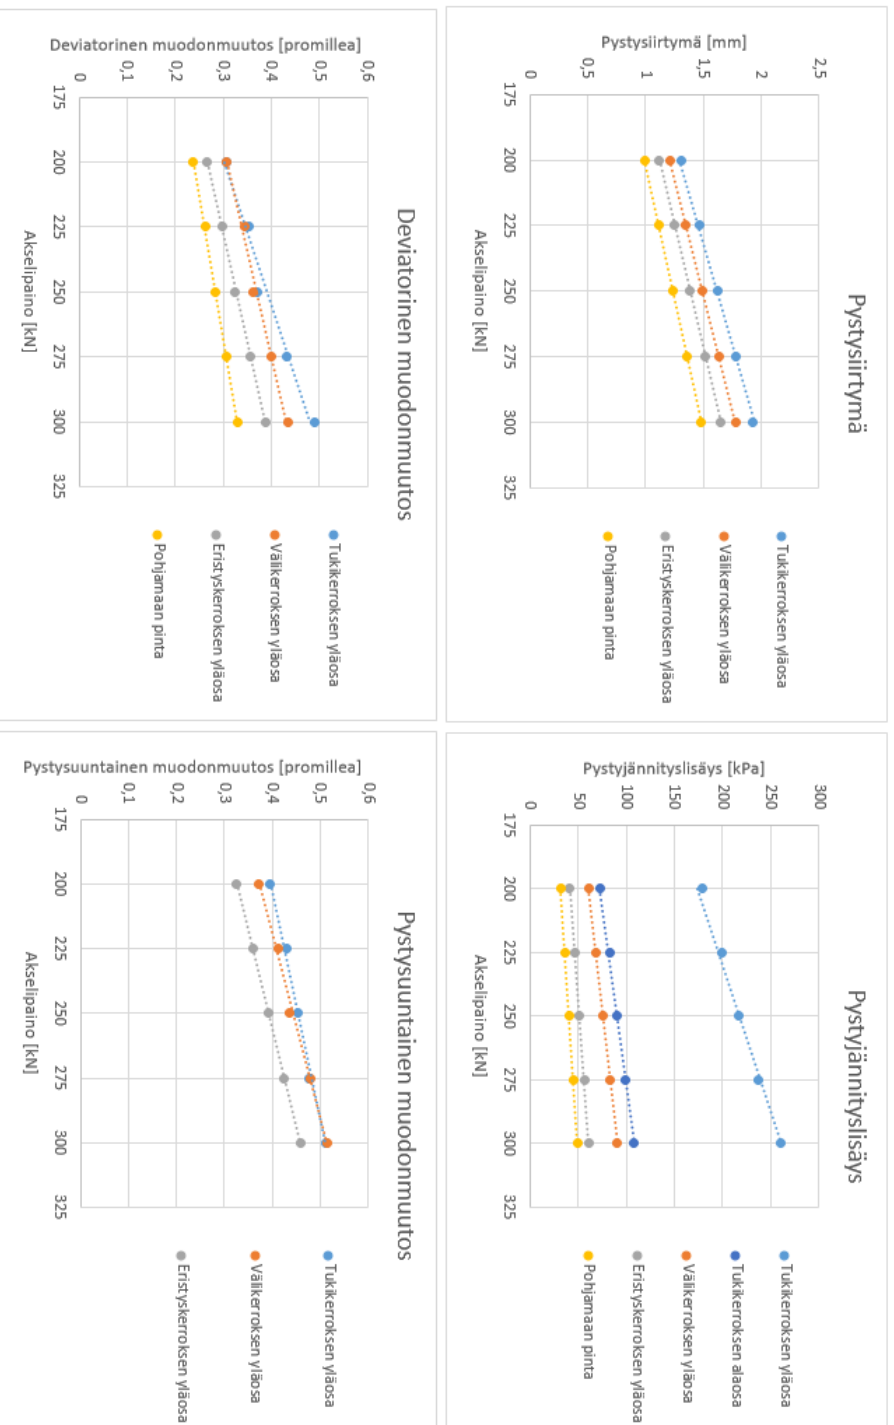 Pystysiirtymä
Pystysiirtymä [mm]
2,5
2
1,5
1
0,5
0
175
200
225
250
275
300
325
Akselipaino [kN]
Tukikerroksen yläosa
Välikerroksen yläosa
Eristyskerroksen yläosa
Pohjamaan pinta
Pystyjännityslisäys
Pystyjännityslisäys [kPa]
300
250
200
150
100
50
0
175
200
225
250
275
300
325
Akselipaino [kN]
Tukikerroksen yläosa
Tukikerroksen alaosa
Välikerroksen yläosa
Eristyskerroksen yläosa
Pohjamaan pinta
Deviatorinen muodonmuutos
Deviatorinen muodonmuutos [promillea]
0,6
0,5
0,4
0,3
0,2
0,1
0
175
200
225
250
275
300
325
Akselipaino [kN]
Tukikerroksen yläosa
Välikerroksen yläosa
Eristyskerroksen yläosa
Pohjamaan pinta
Pystysuuntainen muodonmuutos
Pystysuuntainen muodonmuutos [promillea]
0,6
0,5
0,4
0,3
0,2
0,1
0
175
200
225
250
275
300
325
Akselipaino [kN]
Tukikerroksen yläosa
Välikerroksen yläosa
Eristyskerroksen yläosa